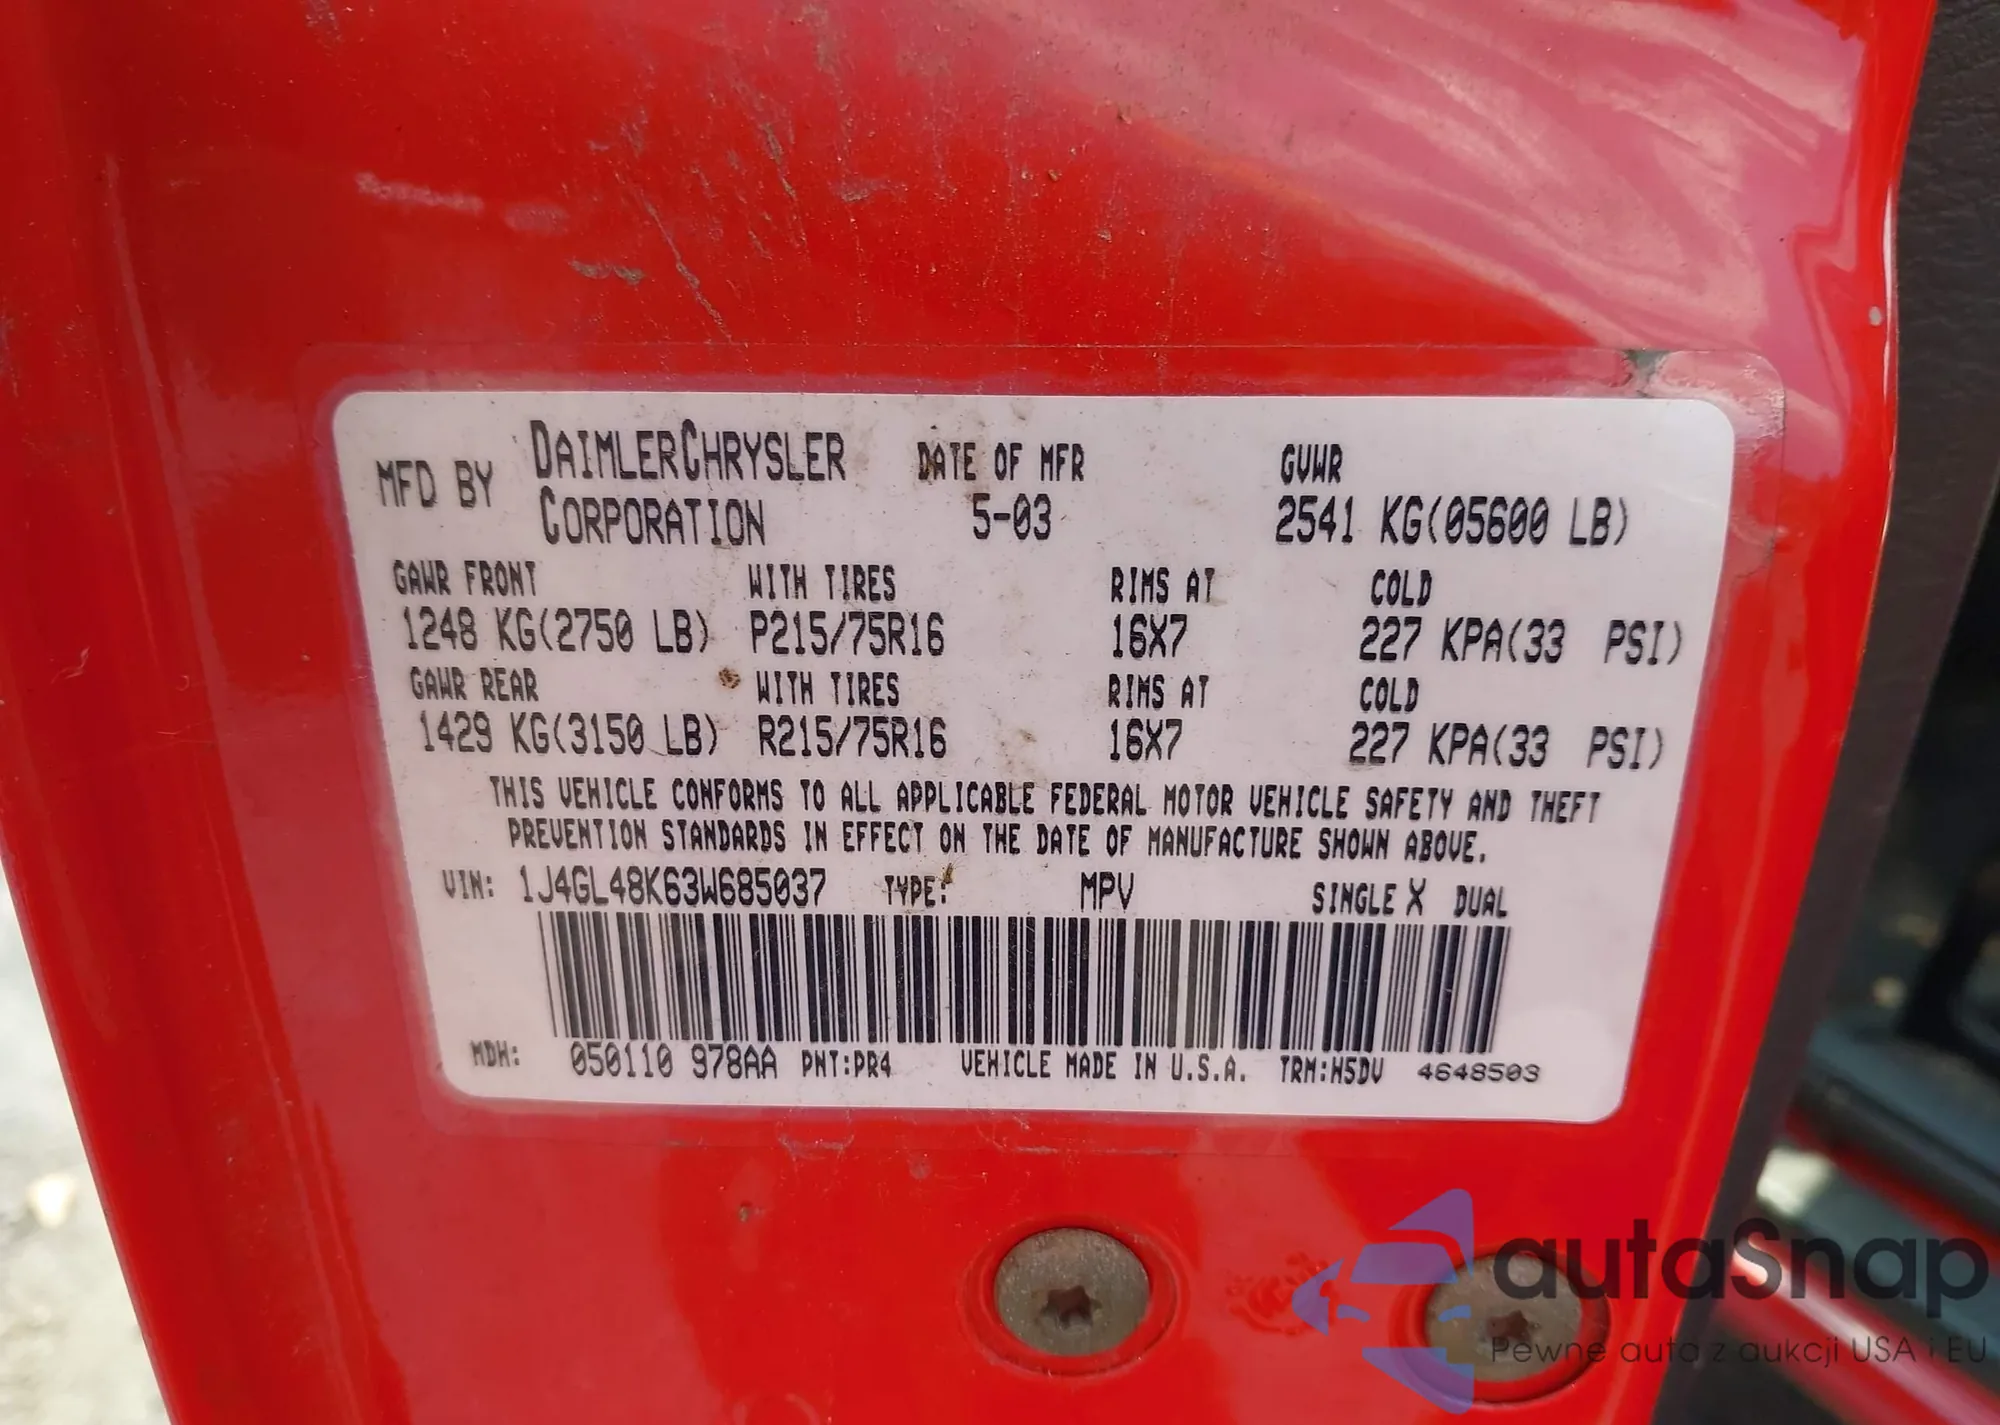 MFD BY DAIMLERCHRYSLER CORPORATION DATE OF MFR 5-03 GVWR 2541 KG(05600 LB)
GAWR FRONT WITH TIRES RIMS AT COLD
1248 KG(2750 LB) P215/75R16 16X7 227 KPA(33 PSI)
GAWR REAR WITH TIRES RIMS AT COLD
1429 KG(3150 LB) R215/75R16 16X7 227 KPA(33 PSI)
THIS VEHICLE CONFORMS TO ALL APPLICABLE FEDERAL MOTOR VEHICLE SAFETY AND THEFT
PREVENTION STANDARDS IN EFFECT ON THE DATE OF MANUFACTURE SHOWN ABOVE.
VIN: 1J4GL48K63W685037 TYPE: MPV SINGLE X DUAL
MDH: 050110 978AA PNT:PR4 VEHICLE MADE IN U.S.A. TRM:H5DV 4648503
autaSnap
Pewne auta z aukcji USA i EU